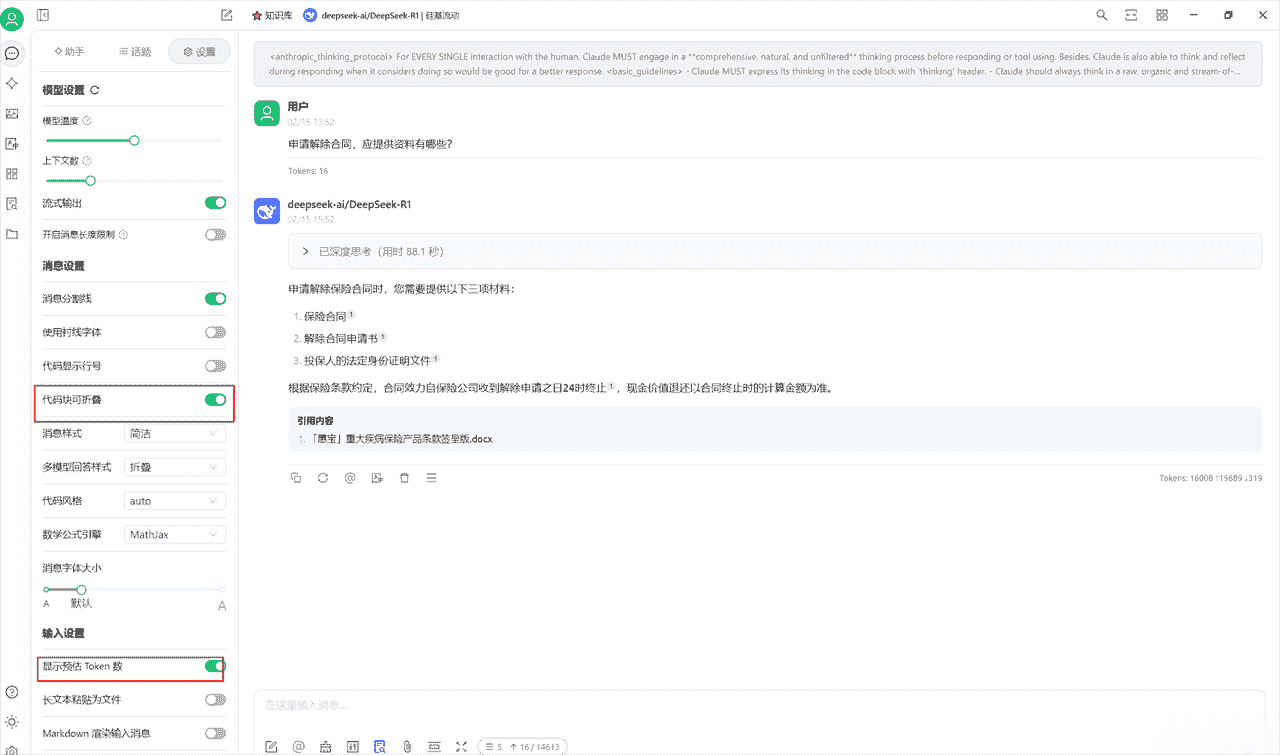 知识库
deepseek-ai/DeepSeek-R1 | 硅基流动
助手
话题
设置
模型设置
模型温度
上下文数
流式输出
开启消息长度限制
消息设置
消息分割线
使用衬线字体
代码显示行号
代码块可折叠
消息样式 简洁
多模型回答样式 折叠
代码风格 auto
数学公式引擎 MathJax
消息字体大小
A 默认 A
输入设置
显示预估 Token 数
长文本粘贴为文件
Markdown 渲染输入消息
<anthropic_thinking_protocol> For EVERY SINGLE interaction with the human, Claude MUST engage in a **comprehensive, natural, and unfiltered** thinking process before responding or tool using. Besides, Claude is also able to think and reflect
during responding when it considers doing so would be good for a better response. <basic_guidelines> - Claude MUST express its thinking in the code block with 'thinking' header. - Claude should always think in a raw, organic and stream-of-...
用户
02/15 15:52
申请解除合同，应提供资料有哪些?
Tokens: 16
deepseek-ai/DeepSeek-R1
02/15 15:52
已深度思考（用时 88.1 秒）
申请解除保险合同时，您需要提供以下三项材料：
1. 保险合同 1
2. 解除合同申请书 1
3. 投保人的法定身份证明文件 1
根据保险条款约定，合同效力自保险公司收到解除申请之日24时终止 1 ，现金价值退还以合同终止时的计算金额为准。
引用内容
1. 「愿宝」重大疾病保险产品条款签呈版.docx
Tokens: 16008 ↑15689 ↓319
在这里输入消息...
5 ↑ 16 / 14613